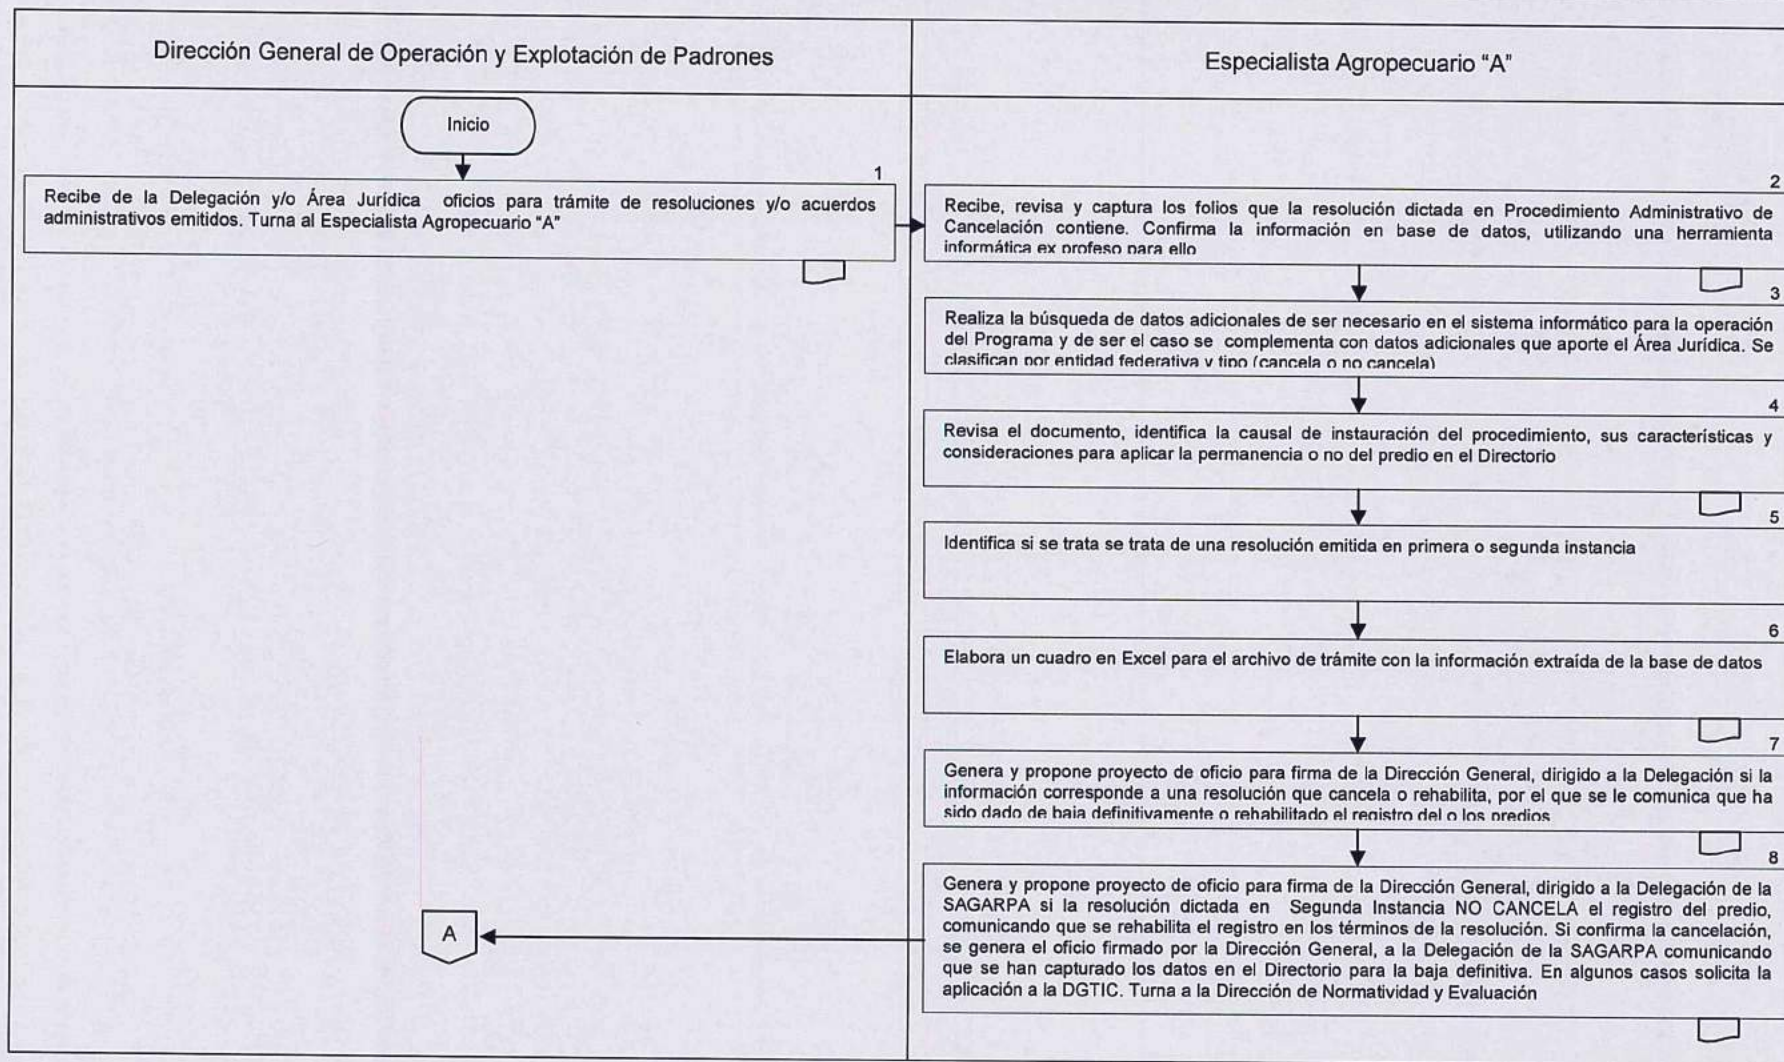 Dirección General de Operación y Explotación de Padrones
Especialista Agropecuario “A”
Inicio
1
Recibe de la Delegación y/o Área Jurídica oficios para trámite de resoluciones y/o acuerdos
administrativos emitidos. Turna al Especialista Agropecuario “A”
2
Recibe, revisa y captura los folios que la resolución dictada en Procedimiento Administrativo de
Cancelación contiene. Confirma la información en base de datos, utilizando una herramienta
informática ex profeso para ello
3
Realiza la búsqueda de datos adicionales de ser necesario en el sistema informático para la operación
del Programa y de ser el caso se complementa con datos adicionales que aporte el Área Jurídica. Se
clasifican por entidad federativa y tipo (cancela o no cancela)
4
Revisa el documento, identifica la causal de instauración del procedimiento, sus características y
consideraciones para aplicar la permanencia o no del predio en el Directorio
5
Identifica si se trata se trata de una resolución emitida en primera o segunda instancia
6
Elabora un cuadro en Excel para el archivo de trámite con la información extraída de la base de datos
7
Genera y propone proyecto de oficio para firma de la Dirección General, dirigido a la Delegación si la
información corresponde a una resolución que cancela o rehabilita, por el que se le comunica que ha
sido dado de baja definitivamente o rehabilitado el registro del o los predios
8
Genera y propone proyecto de oficio para firma de la Dirección General, dirigido a la Delegación de la
SAGARPA si la resolución dictada en Segunda Instancia NO CANCELA el registro del predio,
comunicando que se rehabilita el registro en los términos de la resolución. Si confirma la cancelación,
se genera el oficio firmado por la Dirección General, a la Delegación de la SAGARPA comunicando
que se han capturado los datos en el Directorio para la baja definitiva. En algunos casos solicita la
aplicación a la DGTIC. Turna a la Dirección de Normatividad y Evaluación
A